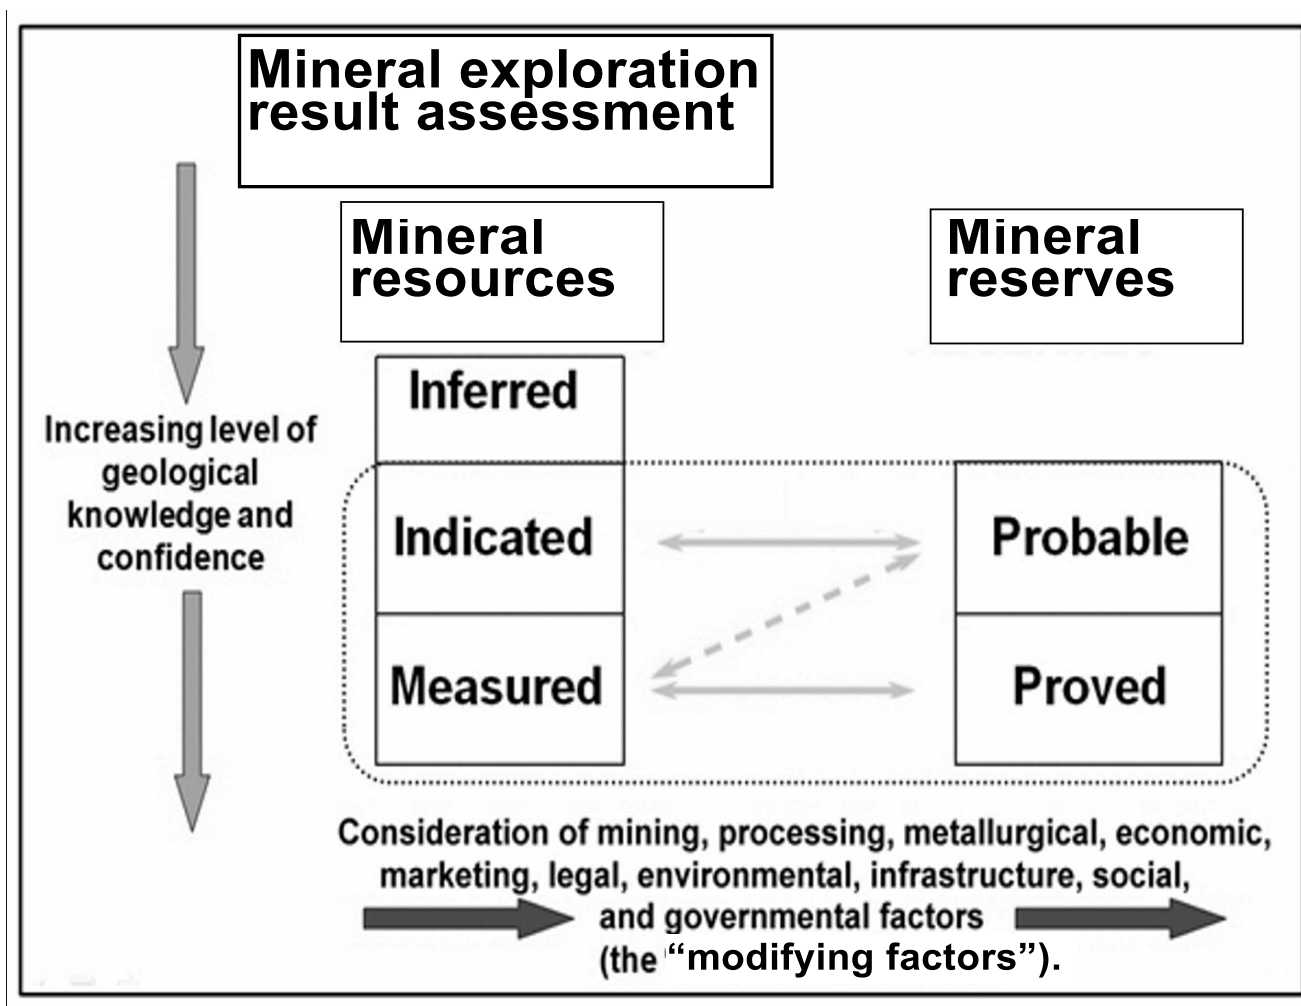 Mineral exploration
result assessment
Mineral
resources
Mineral
reserves
Inferred
Increasing level of
geological
knowledge and
confidence
Indicated
Probable
Measured
Proved
Consideration of mining, processing, metallurgical, economic,
marketing, legal, environmental, infrastructure, social,
and governmental factors
(the ‘“modifying factors”).